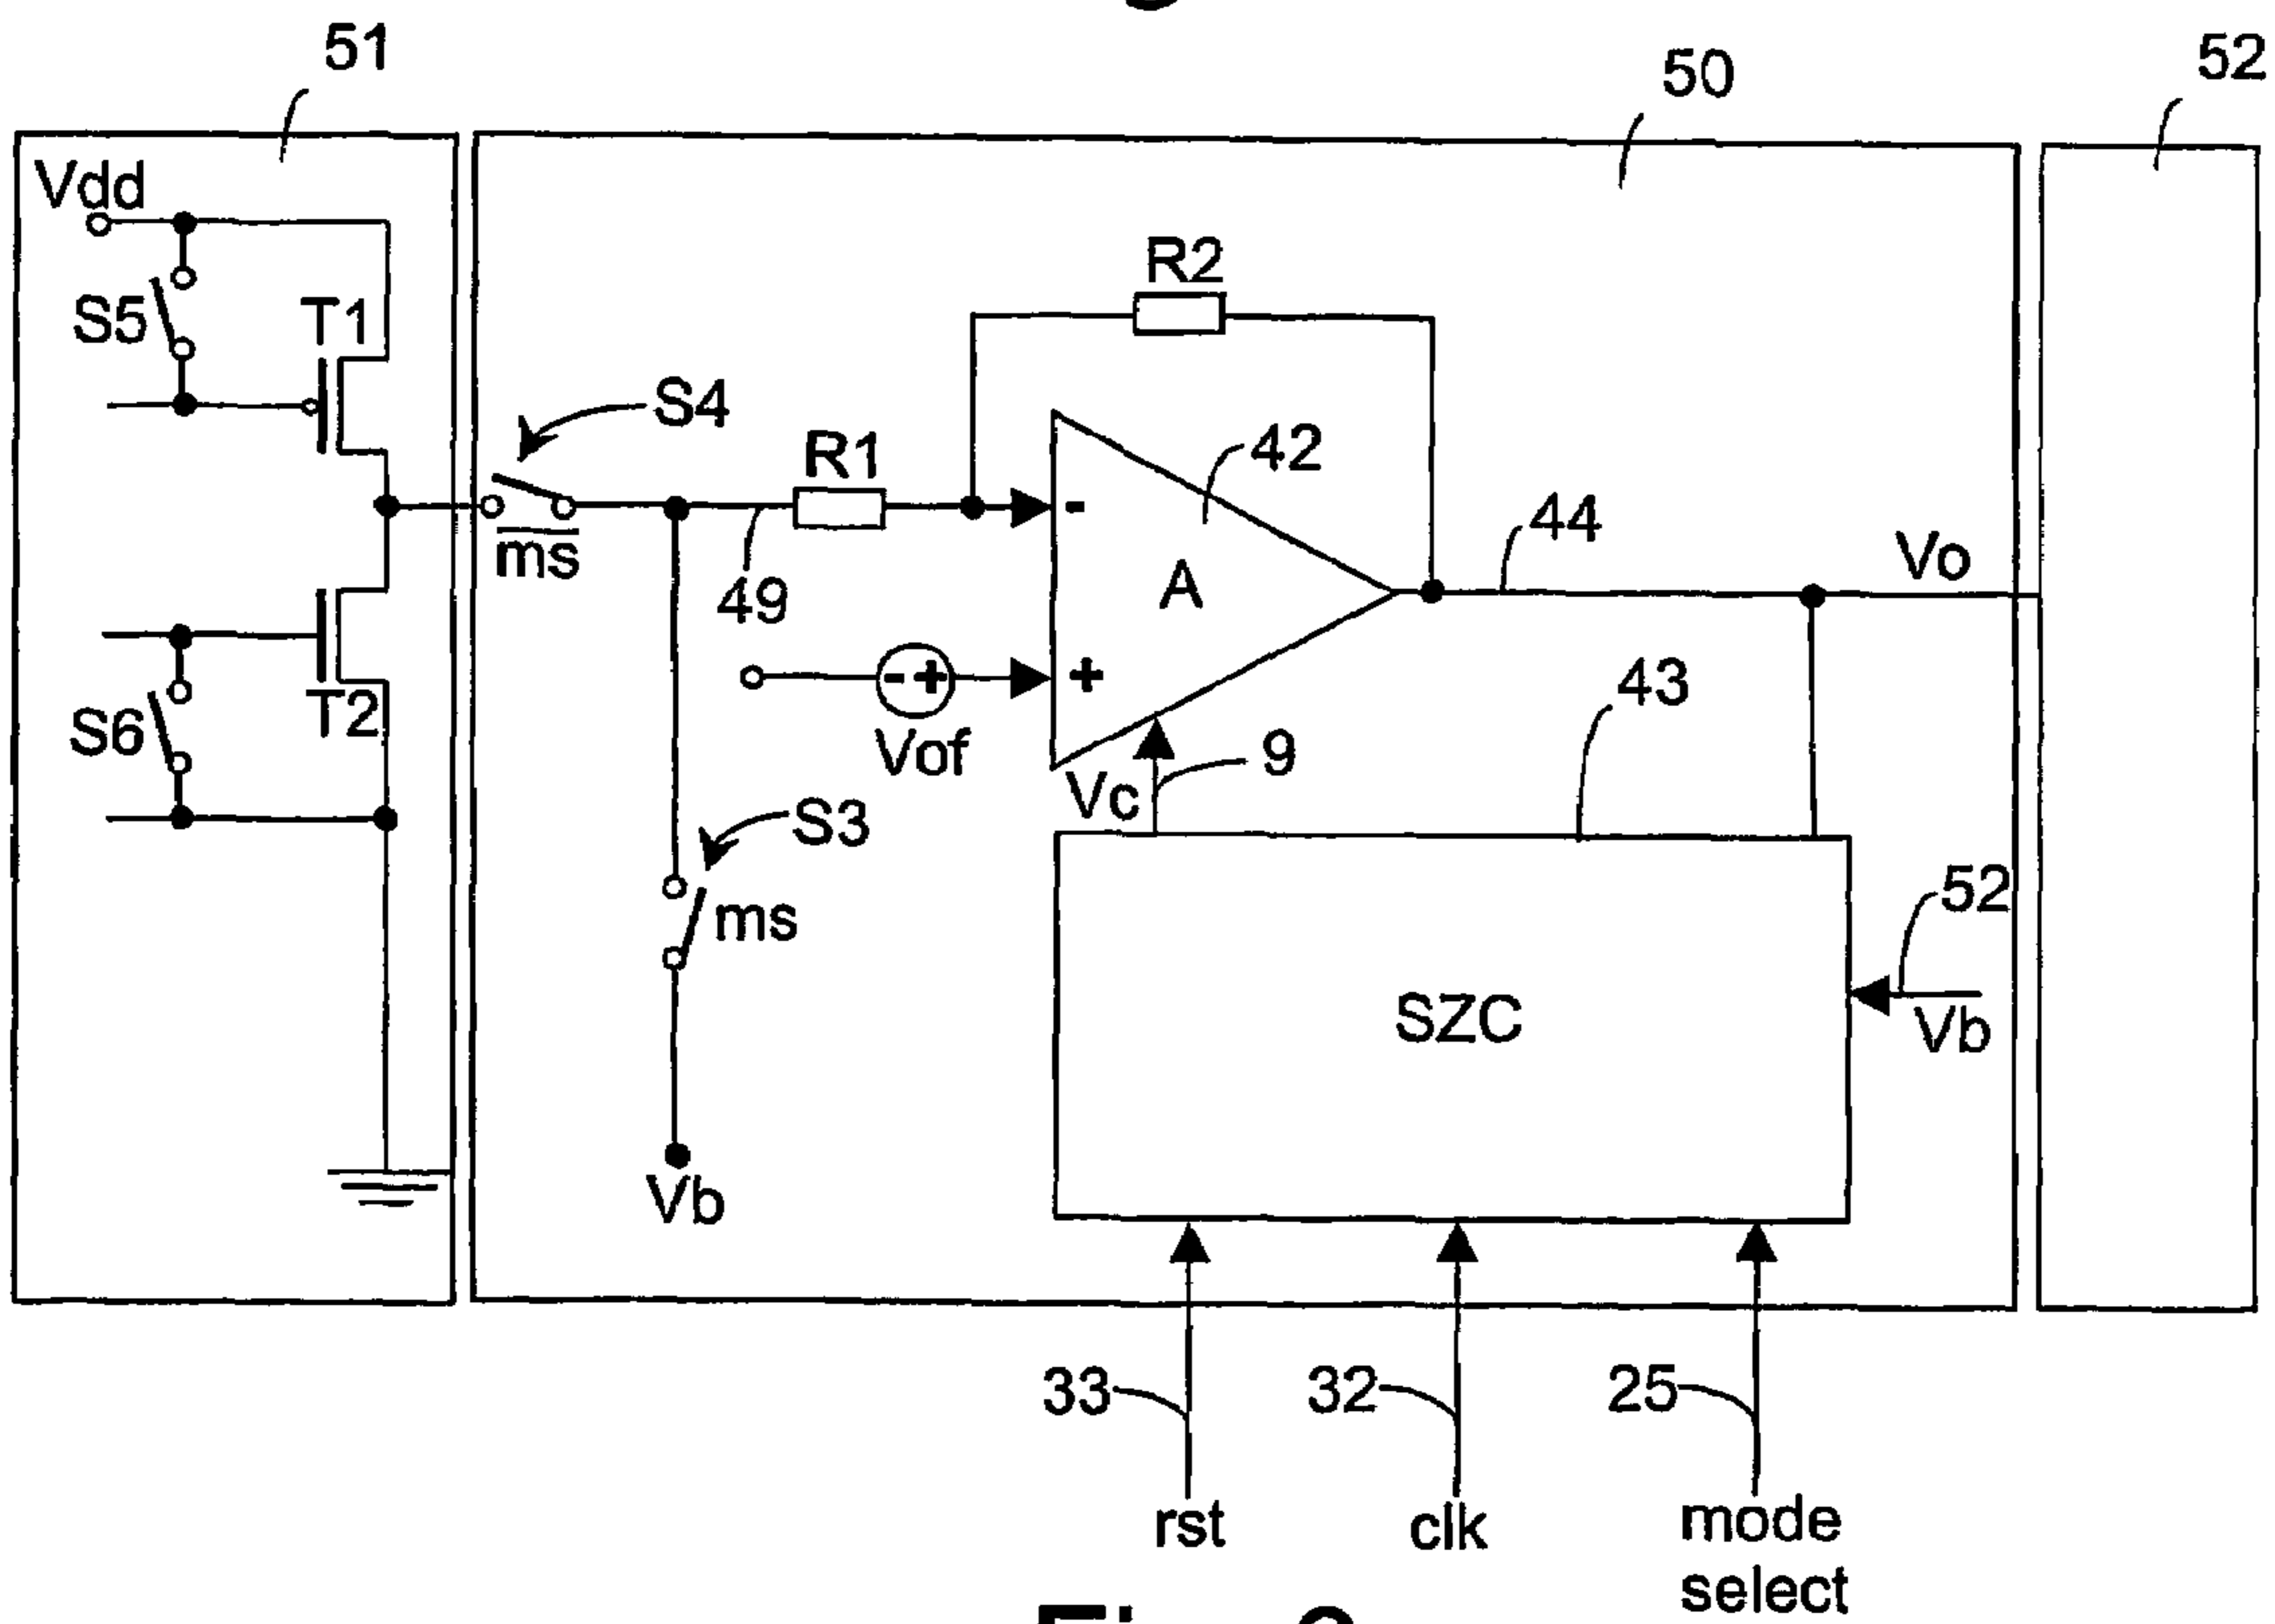 51
50
52
Vdd
S5
T1
R2
S4
R1
42
-
ms
49
A
44
Vo
- +
+
Vof
T2
S6
43
9
Vc
S3
ms
52
SZC
Vb
Vb
33
32
25
rst
clk
mode
select